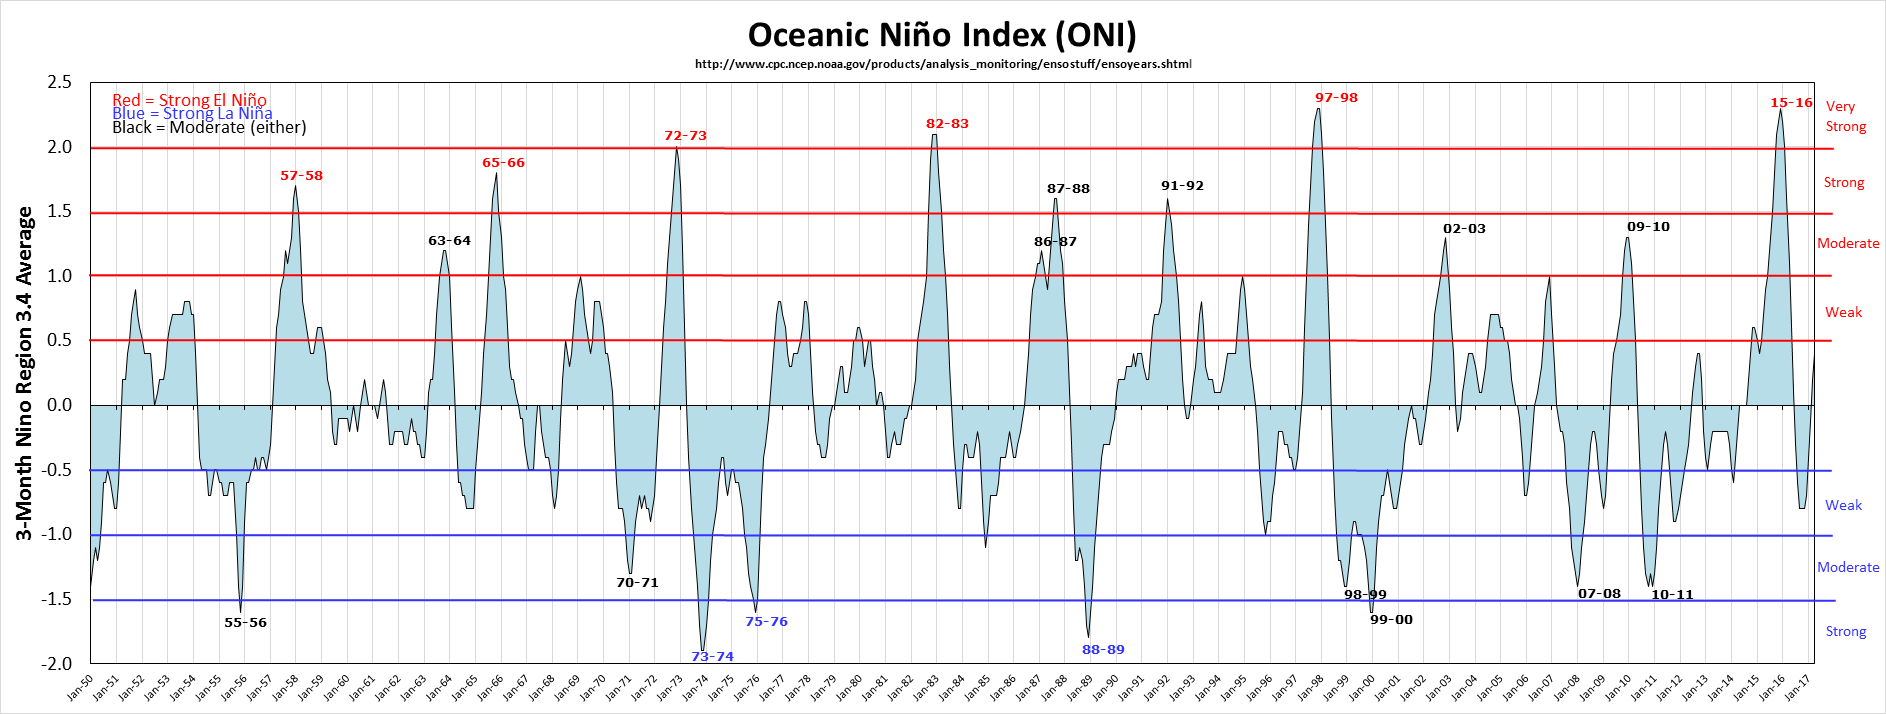 Oceanic Niño Index (ONI)
http://www.cpc.ncep.noaa.gov/products/analysis_monitoring/ensostuff/ensoyears.shtml
Red = Strong El Niño
Blue = Strong La Niña
Black = Moderate (either)
3-Month Nino Region 3.4 Average
2.5
2.0
1.5
1.0
0.5
0.0
-0.5
-1.0
-1.5
-2.0
55-56
57-58
63-64
65-66
70-71
72-73
73-74
75-76
82-83
86-87
87-88
88-89
91-92
97-98
98-99
99-00
02-03
07-08
09-10
10-11
15-16
Very
Strong
Strong
Moderate
Weak
Weak
Moderate
Strong
Jan-50
Jan-51
Jan-52
Jan-53
Jan-54
Jan-55
Jan-56
Jan-57
Jan-58
Jan-59
Jan-60
Jan-61
Jan-62
Jan-63
Jan-64
Jan-65
Jan-66
Jan-67
Jan-68
Jan-69
Jan-70
Jan-71
Jan-72
Jan-73
Jan-74
Jan-75
Jan-76
Jan-77
Jan-78
Jan-79
Jan-80
Jan-81
Jan-82
Jan-83
Jan-84
Jan-85
Jan-86
Jan-87
Jan-88
Jan-89
Jan-90
Jan-91
Jan-92
Jan-93
Jan-94
Jan-95
Jan-96
Jan-97
Jan-98
Jan-99
Jan-00
Jan-01
Jan-02
Jan-03
Jan-04
Jan-05
Jan-06
Jan-07
Jan-08
Jan-09
Jan-10
Jan-11
Jan-12
Jan-13
Jan-14
Jan-15
Jan-16
Jan-17